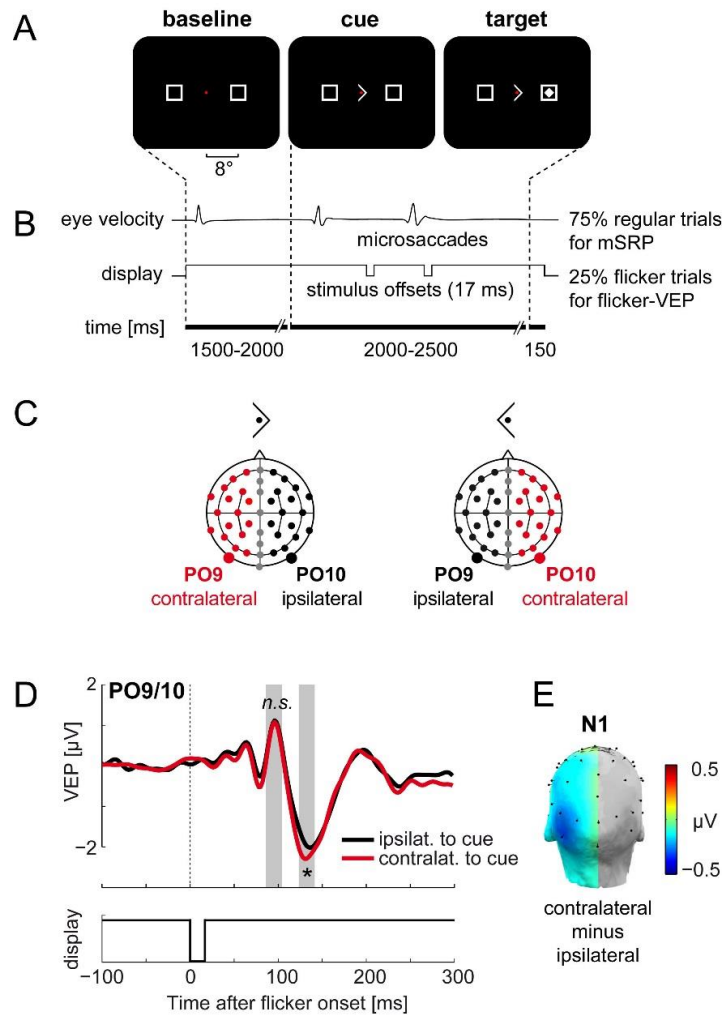 A
baseline
cue
target
8°
B
eye velocity
microsaccades
75% regular trials
for mSRP
display
stimulus offsets (17 ms)
25% flicker trials
for flicker-VEP
time [ms]
1500-2000
2000-2500
150
C
PO9
contralateral
PO10
ipsilateral
PO9
ipsilateral
PO10
contralateral
D
PO9/10
n.s.
2
VEP [μV]
−2
ipsilat. to cue
contralat. to cue
*
display
−100
0
100
200
300
Time after flicker onset [ms]
E
N1
0.5
μV
−0.5
contralateral
minus
ipsilateral